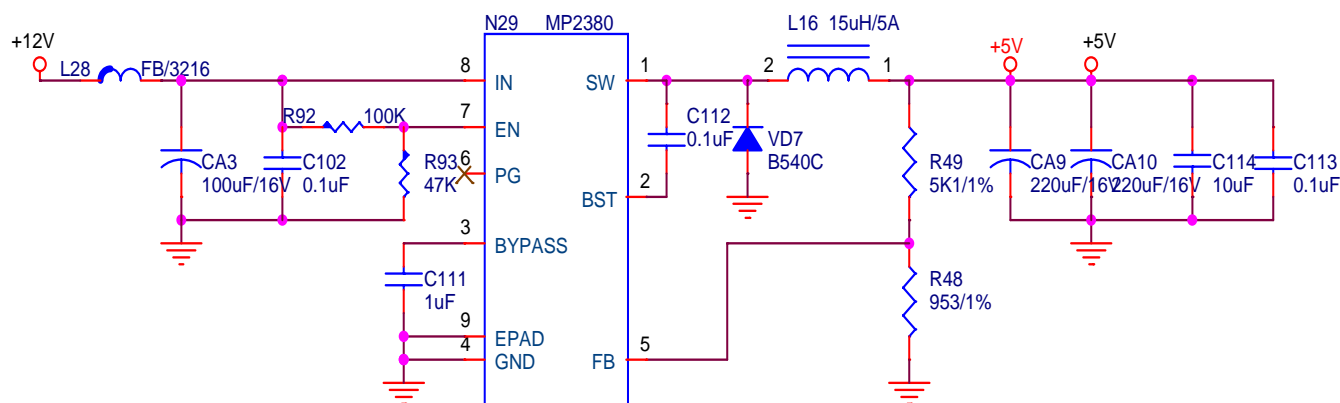 N29 MP2380
L16 15uH/5A
+12V
+5V
+5V
L28 FB/3216
8
IN
SW
1
2
1
R92 100K
7
EN
C112
0.1uF
VD7
B540C
CA3
100uF/16V
C102
0.1uF
R93
47K
6
PG
R49
5K1/1%
CA9
220uF/16V
CA10
220uF/16V
C114
10uF
C113
0.1uF
BST
2
3
BYPASS
C111
1uF
R48
953/1%
9
EPAD
4
GND
FB
5